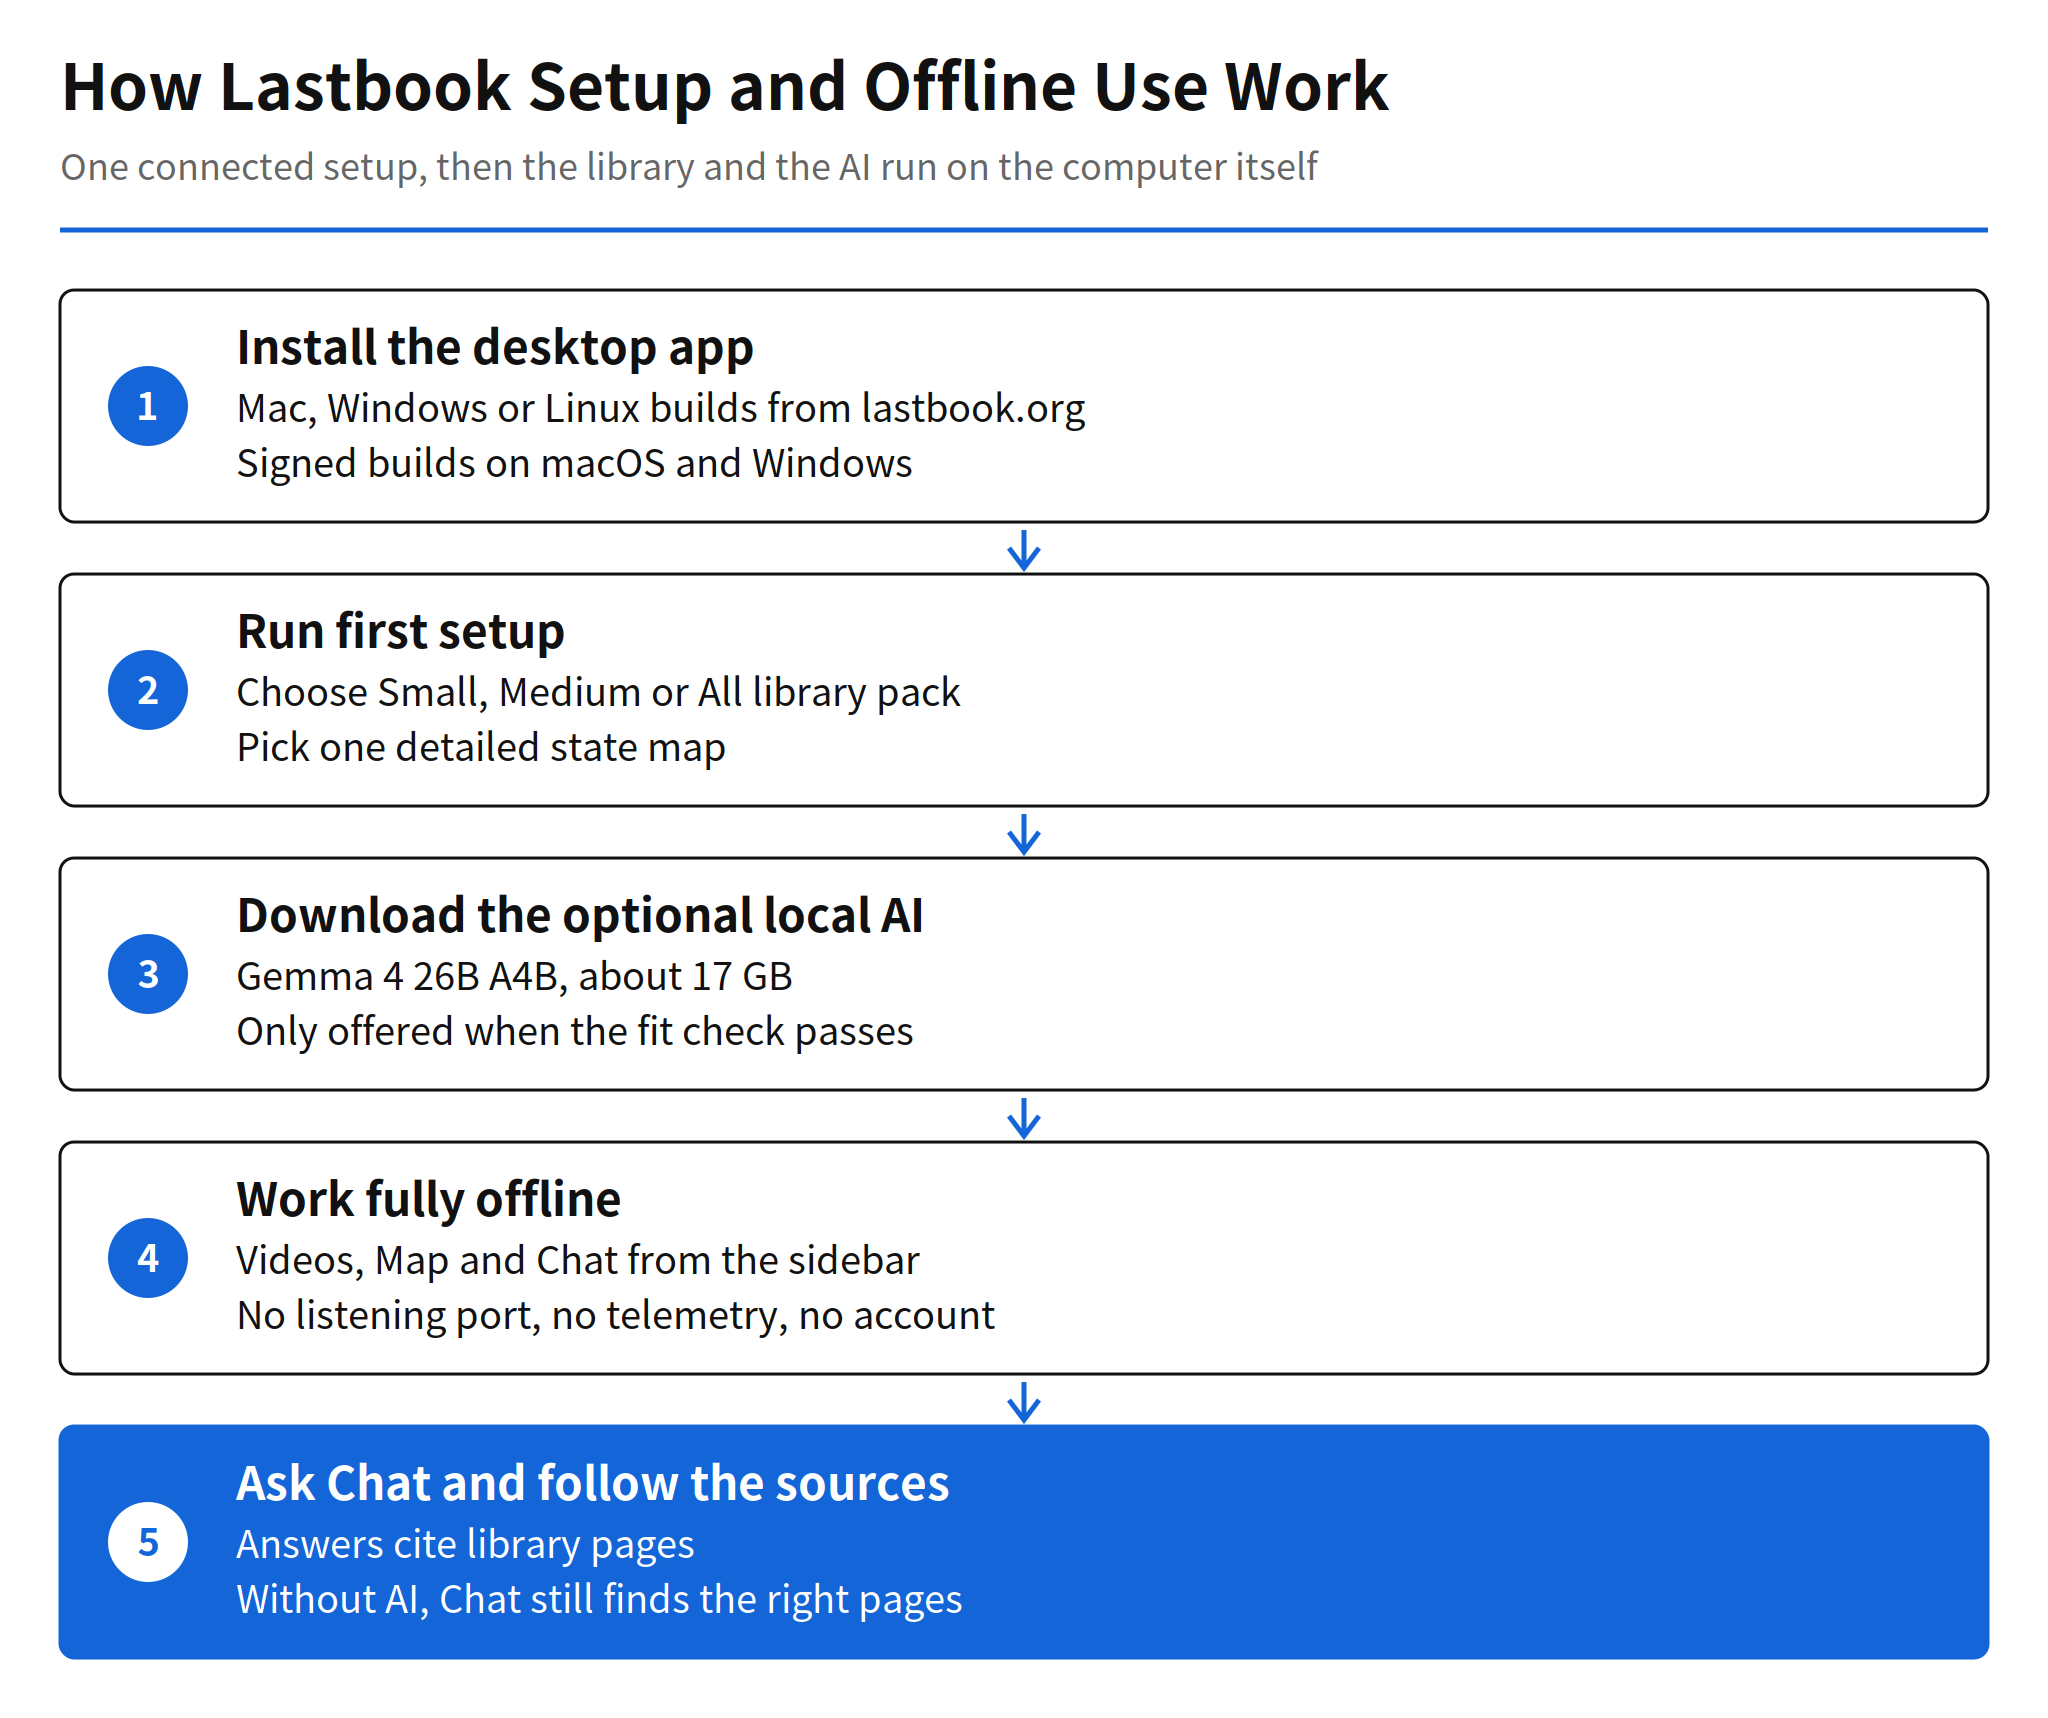 How Lastbook Setup and Offline Use Work
One connected setup, then the library and the AI run on the computer itself
1
Install the desktop app
Mac, Windows or Linux builds from lastbook.org
Signed builds on macOS and Windows
2
Run first setup
Choose Small, Medium or All library pack
Pick one detailed state map
3
Download the optional local AI
Gemma 4 26B A4B, about 17 GB
Only offered when the fit check passes
4
Work fully offline
Videos, Map and Chat from the sidebar
No listening port, no telemetry, no account
5
Ask Chat and follow the sources
Answers cite library pages
Without AI, Chat still finds the right pages